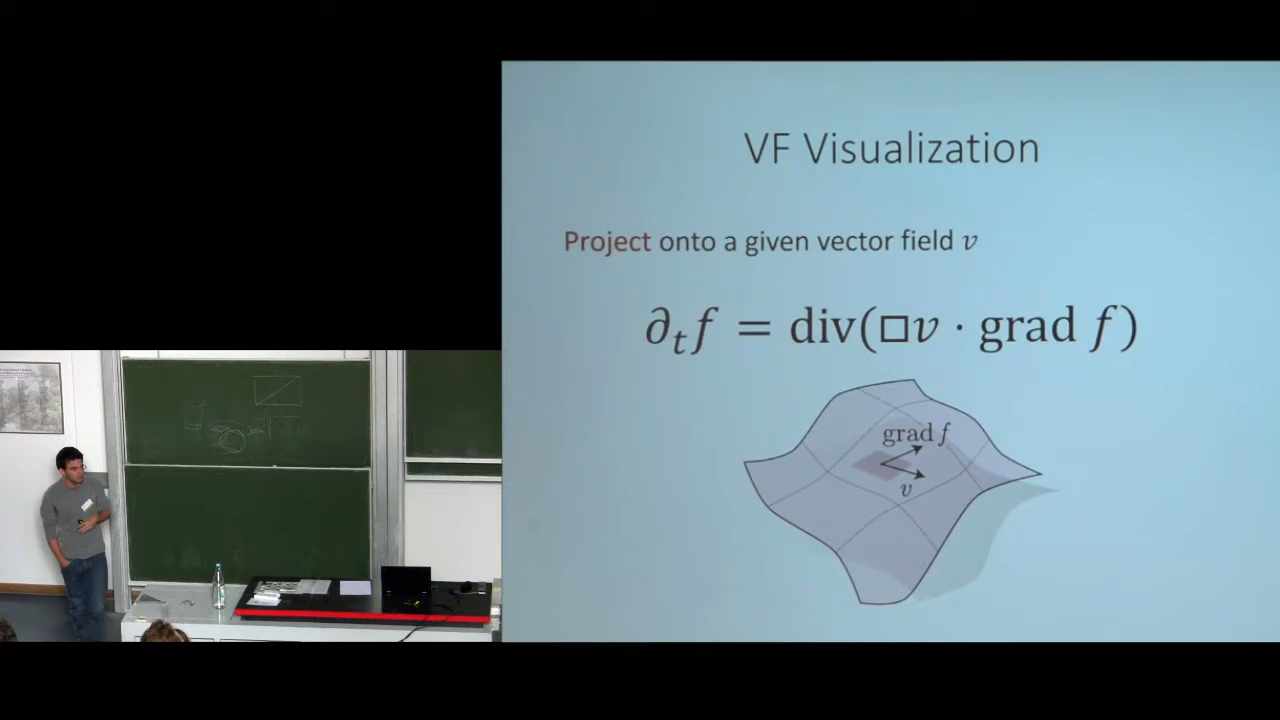 VF Visualization
Project onto a given vector field v
∂ₜf = div(□v · grad f)
grad f
v